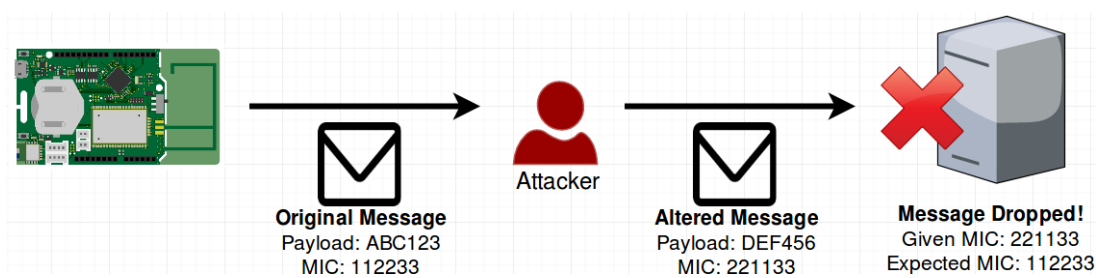 Attacker
Original Message
Payload: ABC123
MIC: 112233
Altered Message
Payload: DEF456
MIC: 221133
Message Dropped!
Given MIC: 221133
Expected MIC: 112233